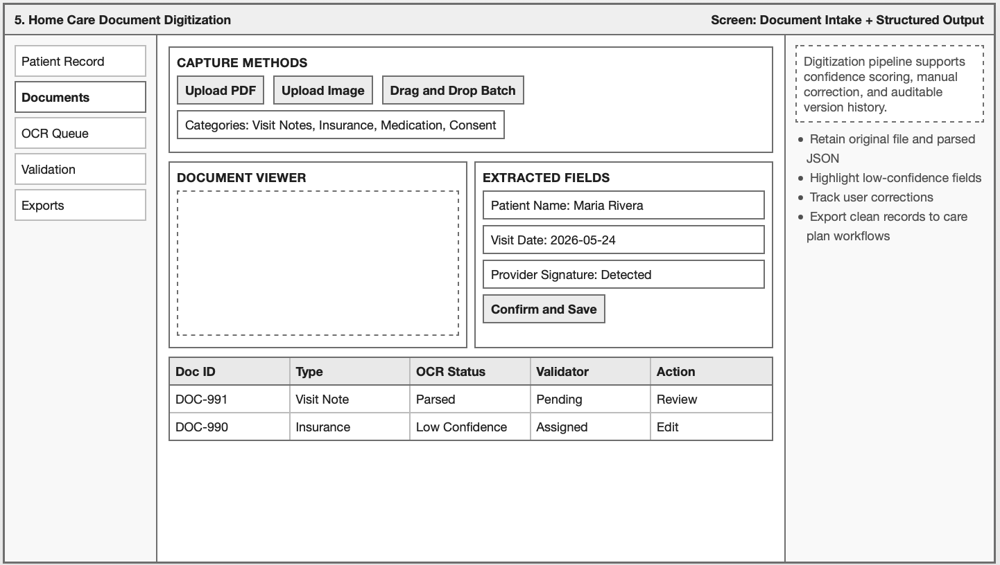 5. Home Care Document Digitization
Screen: Document Intake + Structured Output
Patient Record
Documents
OCR Queue
Validation
Exports
CAPTURE METHODS
Upload PDF
Upload Image
Drag and Drop Batch
Categories: Visit Notes, Insurance, Medication, Consent
DOCUMENT VIEWER
EXTRACTED FIELDS
Patient Name: Maria Rivera
Visit Date: 2026-05-24
Provider Signature: Detected
Confirm and Save
Doc ID Type OCR Status Validator Action
DOC-991 Visit Note Parsed Pending Review
DOC-990 Insurance Low Confidence Assigned Edit
Digitization pipeline supports
confidence scoring, manual
correction, and auditable
version history.
• Retain original file and parsed
JSON
• Highlight low-confidence fields
• Track user corrections
• Export clean records to care
plan workflows